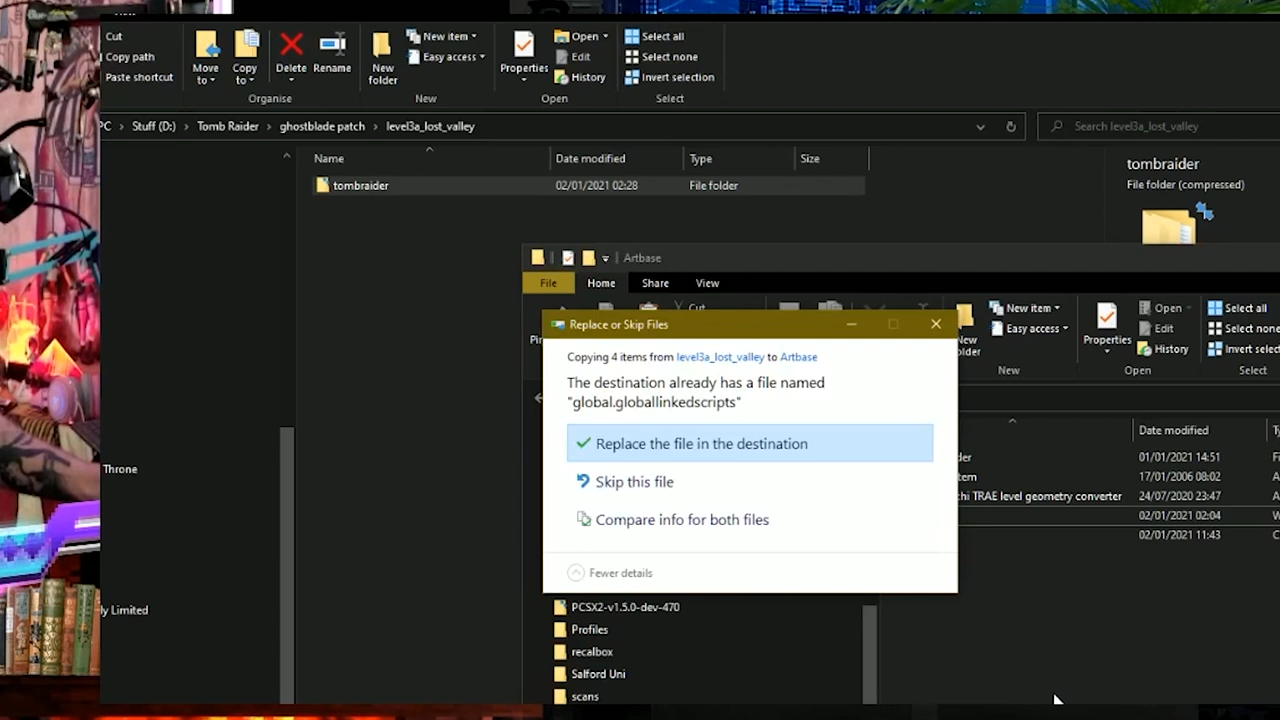 Cut
Copy path
Paste shortcut
Move to
Copy to
Delete
Rename
New folder
New item
Easy access
Properties
Open
Edit
History
Select all
Select none
Invert selection
Organise
New
Open
Select
PC > Stuff (D:) > Tomb Raider > ghostblade patch > level3a_lost_valley
Search level3a_lost_valley
Name Date modified Type Size
tombraider 02/01/2021 02:28 File folder
tombraider
File folder (compressed)
Artbase
File Home Share View
Cut
New item
Easy access
Properties
Open
Edit
History
Select all
New
Open
Select
Replace or Skip Files
Copying 4 items from level3a_lost_valley to Artbase
The destination already has a file named
"global.globallinkedscripts"
Replace the file in the destination
Skip this file
Compare info for both files
Fewer details
Date modified
01/01/2021 14:51
17/01/2006 08:02
chi TRAE level geometry converter 24/07/2020 23:47
02/01/2021 02:04
02/01/2021 11:43
Throne
ly Limited
PCSX2-v1.5.0-dev-470
Profiles
recalbox
Salford Uni
scans